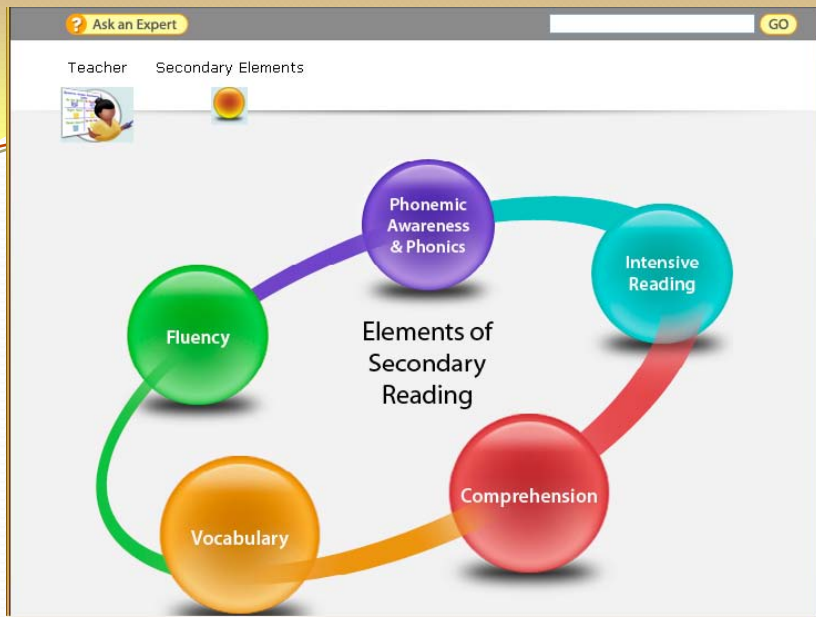 ? Ask an Expert
GO
Teacher Secondary Elements
Phonemic
Awareness
& Phonics
Intensive
Reading
Fluency
Elements of
Secondary
Reading
Comprehension
Vocabulary